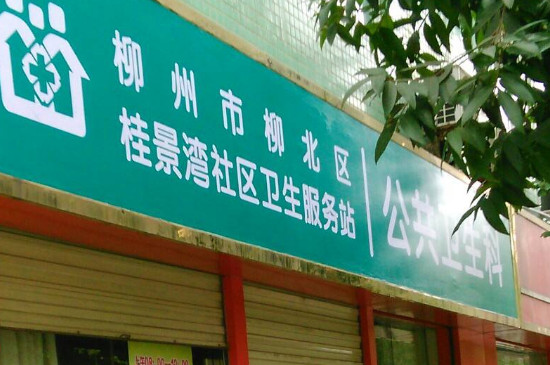 柳州市柳北区
桂景湾社区卫生服务站
公共卫生科